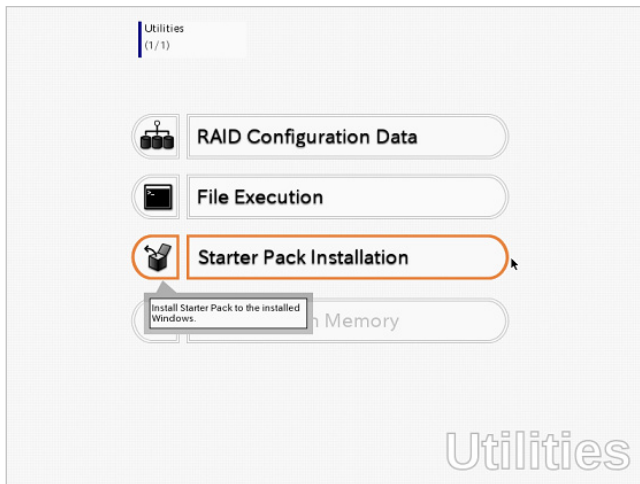 Utilities
(1/1)
RAID Configuration Data
File Execution
Starter Pack Installation
Install Starter Pack to the installed
Windows.
Memory
Utilities